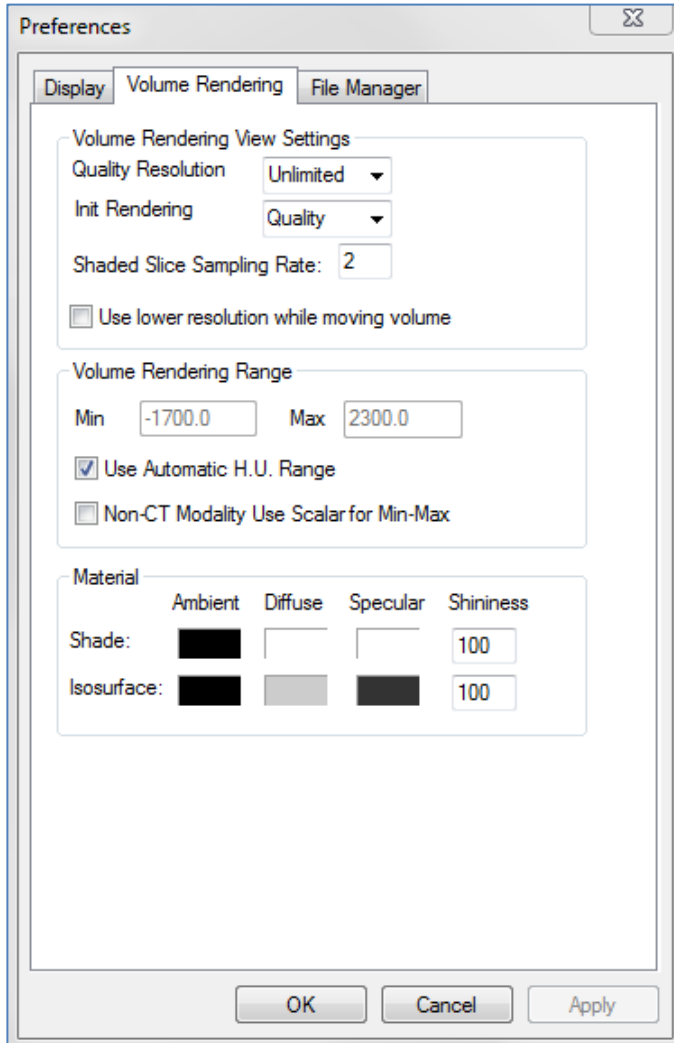 Preferences
Display Volume Rendering File Manager
Volume Rendering View Settings
Quality Resolution Unlimited
Init Rendering Quality
Shaded Slice Sampling Rate: 2
Use lower resolution while moving volume
Volume Rendering Range
Min -1700.0 Max 2300.0
Use Automatic H.U. Range
Non-CT Modality Use Scalar for Min-Max
Material
Ambient Diffuse Specular Shininess
Shade: 100
Isosurface: 100
OK Cancel Apply